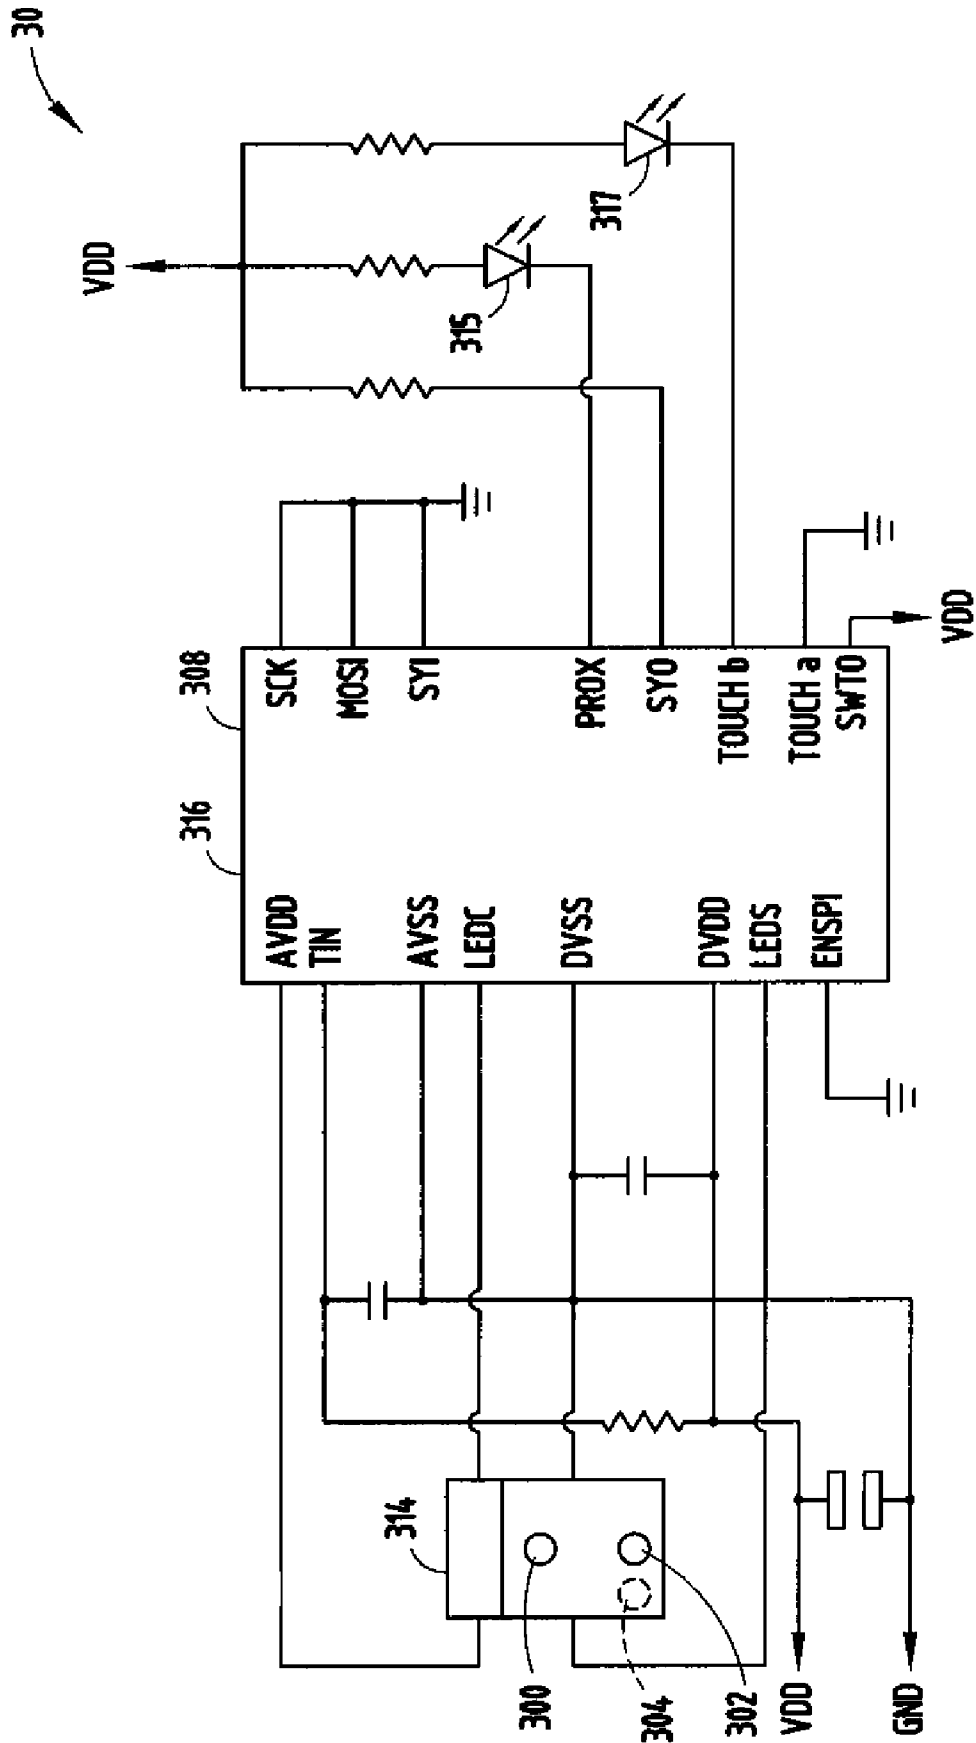 30
VDD
317
315
308
316
SCK
MOSI
SYI
PROX
SYO
TOUCH b
TOUCH a
SWTO
VDD
AVDD
TIN
AVSS
LEDC
DVSS
DVDD
LEDS
ENSPI
314
300
304
302
VDD
GND